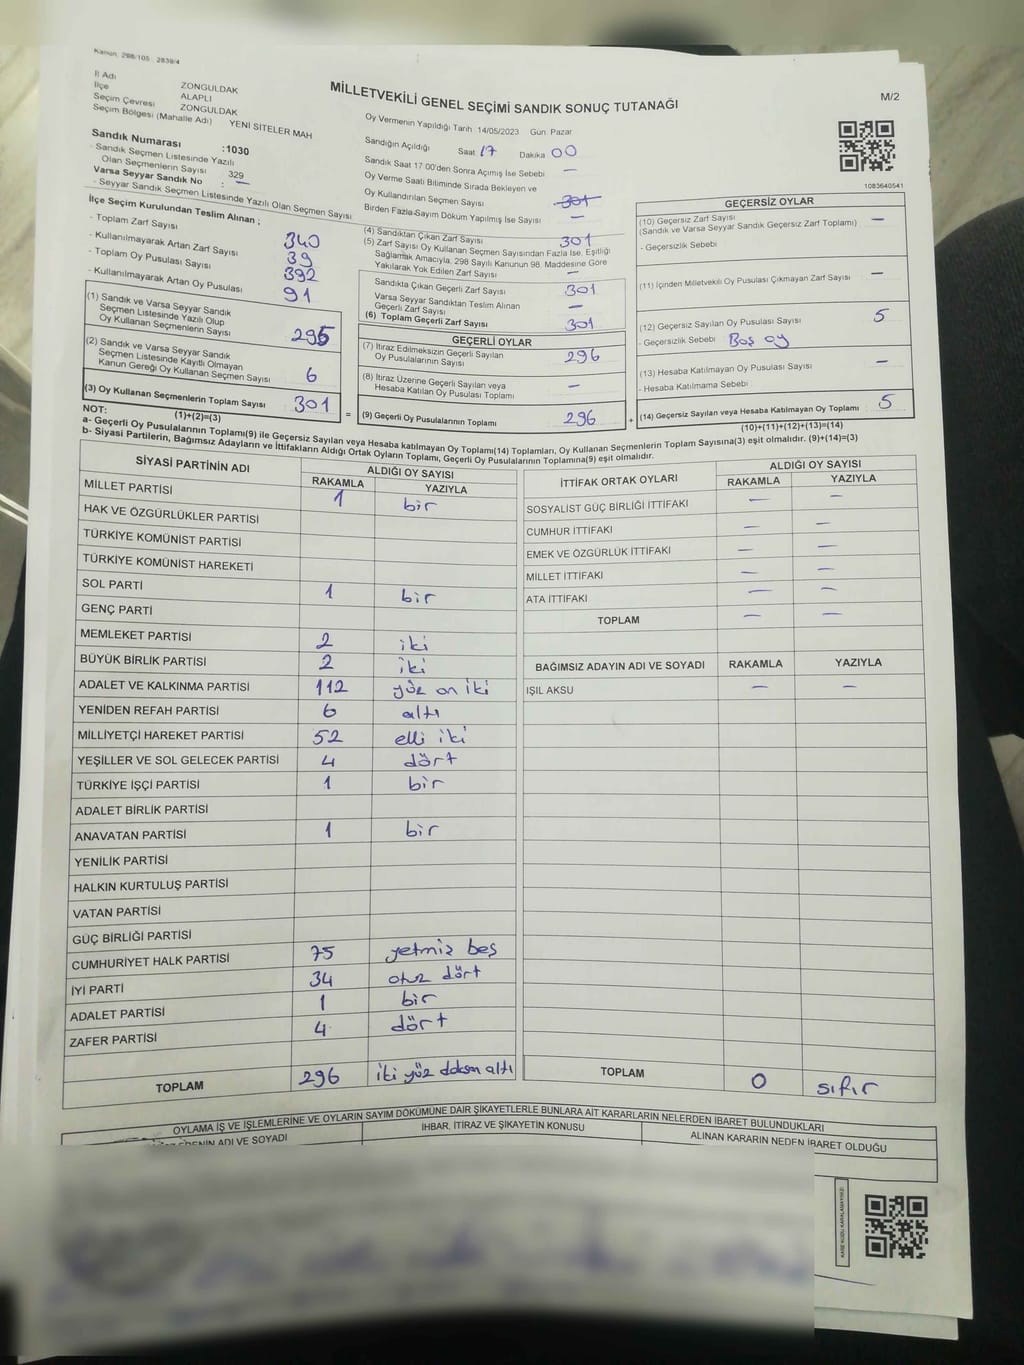 Kanun: 298/105 2839/4
İl Adı ZONGULDAK
İlçe ALAPLI
Seçim Çevresi ZONGULDAK
Seçim Bölgesi (Mahalle Adı) YENİ SİTELER MAH
Sandık Numarası :1030
- Sandık Seçmen Listesinde Yazılı
Olan Seçmenlerin Sayısı 329
Varsa Seyyar Sandık No : —
- Seyyar Sandık Seçmen Listesinde Yazılı Olan Seçmen Sayısı
İlçe Seçim Kurulundan Teslim Alınan ;
- Toplam Zarf Sayısı 340
- Kullanılmayarak Artan Zarf Sayısı 39
- Toplam Oy Pusulası Sayısı 392
- Kullanılmayarak Artan Oy Pusulası 91
(1) Sandık ve Varsa Seyyar Sandık
Seçmen Listesinde Yazılı Olup
Oy Kullanan Seçmenlerin Sayısı 295
(2) Sandık ve Varsa Seyyar Sandık
Seçmen Listesinde Kayıtlı Olmayan
Kanun Gereği Oy Kullanan Seçmen Sayısı 6
(3) Oy Kullanan Seçmenlerin Toplam Sayısı 301
(1)+(2)=(3)
MİLLETVEKİLİ GENEL SEÇİMİ SANDIK SONUÇ TUTANAĞI
M/2
Oy Vermenin Yapıldığı Tarih 14/05/2023 Gün Pazar
Sandığın Açıldığı Saat 17 Dakika 00
Sandık Saat 17:00'den Sonra Açılmış İse Sebebi —
Oy Verme Saati Bitiminde Sırada Bekleyen ve
Oy Kullandırılan Seçmen Sayısı 301
Birden Fazla Sayım Döküm Yapılmış İse Sayısı —
(4) Sandıktan Çıkan Zarf Sayısı 301
(5) Zarf Sayısı Oy Kullanan Seçmen Sayısından Fazla İse, Eşitliği
Sağlamak Amacıyla, 298 Sayılı Kanunun 98. Maddesine Göre
Yakılarak Yok Edilen Zarf Sayısı —
Sandıkta Çıkan Geçerli Zarf Sayısı 301
Varsa Seyyar Sandıktan Teslim Alınan
Geçerli Zarf Sayısı —
(6) Toplam Geçerli Zarf Sayısı 301
GEÇERLİ OYLAR
(7) İtiraz Edilmeksizin Geçerli Sayılan
Oy Pusulalarının Sayısı 296
(8) İtiraz Üzerine Geçerli Sayılan veya
Hesaba Katılan Oy Pusulası Toplamı —
= (9) Geçerli Oy Pusulalarının Toplamı 296 +
1083640541
GEÇERSİZ OYLAR
(10) Geçersiz Zarf Sayısı —
(Sandık ve Varsa Seyyar Sandık Geçersiz Zarf Toplamı)
- Geçersizlik Sebebi
(11) İçinden Milletvekili Oy Pusulası Çıkmayan Zarf Sayısı —
(12) Geçersiz Sayılan Oy Pusulası Sayısı 5
- Geçersizlik Sebebi Boş oy
(13) Hesaba Katılmayan Oy Pusulası Sayısı —
- Hesaba Katılmama Sebebi
(14) Geçersiz Sayılan veya Hesaba Katılmayan Oy Toplamı 5
(10)+(11)+(12)+(13)=(14)
NOT:
a- Geçerli Oy Pusulalarının Toplamı(9) ile Geçersiz Sayılan veya Hesaba katılmayan Oy Toplamı(14) Toplamları, Oy Kullanan Seçmenlerin Toplam Sayısına(3) eşit olmalıdır. (9)+(14)=(3)
b- Siyasi Partilerin, Bağımsız Adayların ve İttifakların Aldığı Ortak Oyların Toplamı, Geçerli Oy Pusulalarının Toplamına(9) eşit olmalıdır.
SİYASİ PARTİNİN ADI ALDIĞI OY SAYISI
RAKAMLA YAZIYLA
MİLLET PARTİSİ 1 bir
HAK VE ÖZGÜRLÜKLER PARTİSİ
TÜRKİYE KOMÜNİST PARTİSİ
TÜRKİYE KOMÜNİST HAREKETİ
SOL PARTİ 1 bir
GENÇ PARTİ
MEMLEKET PARTİSİ 2 iki
BÜYÜK BİRLİK PARTİSİ 2 iki
ADALET VE KALKINMA PARTİSİ 112 yüz on iki
YENİDEN REFAH PARTİSİ 6 altı
MİLLİYETÇİ HAREKET PARTİSİ 52 elli iki
YEŞİLLER VE SOL GELECEK PARTİSİ 4 dört
TÜRKİYE İŞÇİ PARTİSİ 1 bir
ADALET BİRLİK PARTİSİ
ANAVATAN PARTİSİ 1 bir
YENİLİK PARTİSİ
HALKIN KURTULUŞ PARTİSİ
VATAN PARTİSİ
GÜÇ BİRLİĞİ PARTİSİ
CUMHURİYET HALK PARTİSİ 75 yetmiz beş
İYİ PARTİ 34 otuz dört
ADALET PARTİSİ 1 bir
ZAFER PARTİSİ 4 dört
TOPLAM 296 iki yüz doksan altı
İTTİFAK ORTAK OYLARI ALDIĞI OY SAYISI
RAKAMLA YAZIYLA
SOSYALİST GÜÇ BİRLİĞİ İTTİFAKI — —
CUMHUR İTTİFAKI — —
EMEK VE ÖZGÜRLÜK İTTİFAKI — —
MİLLET İTTİFAKI — —
ATA İTTİFAKI — —
TOPLAM — —
BAĞIMSIZ ADAYIN ADI VE SOYADI RAKAMLA YAZIYLA
IŞIL AKSU — —
TOPLAM 0 sıfır
OYLAMA İŞ VE İŞLEMLERİNE VE OYLARIN SAYIM DÖKÜMÜNE DAİR ŞİKAYETLERLE BUNLARA AİT KARARLARIN NELERDEN İBARET BULUNDUKLARI
ADI VE SOYADI İHBAR, İTİRAZ VE ŞİKAYETİN KONUSU ALINAN KARARIN NEDEN İBARET OLDUĞU
KARE KODU KARALAMAYINIZ!